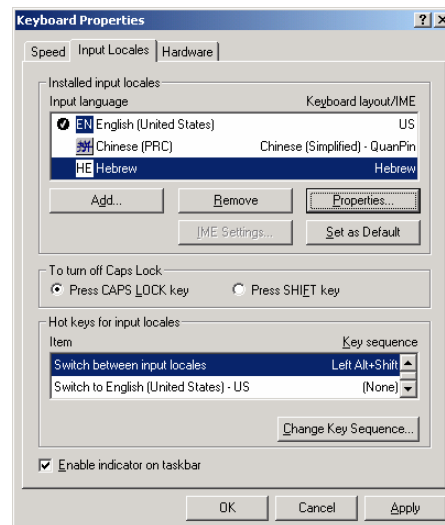 Keyboard Properties
Speed Input Locales Hardware
Installed input locales
Input language Keyboard layout/IME
EN English (United States) US
拼 Chinese (PRC) Chinese (Simplified) - QuanPin
HE Hebrew Hebrew
Add... Remove Properties...
IME Settings... Set as Default
To turn off Caps Lock
Press CAPS LOCK key Press SHIFT key
Hot keys for input locales
Item Key sequence
Switch between input locales Left Alt+Shift
Switch to English (United States) - US (None)
Change Key Sequence...
Enable indicator on taskbar
OK Cancel Apply